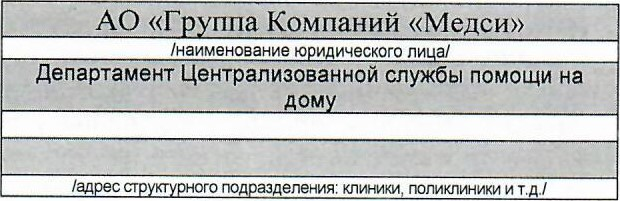 АО «Группа Компаний «Медси»
/наименование юридического лица/
Департамент Централизованной службы помощи на
дому
/адрес структурного подразделения: клиники, поликлиники и т.д./